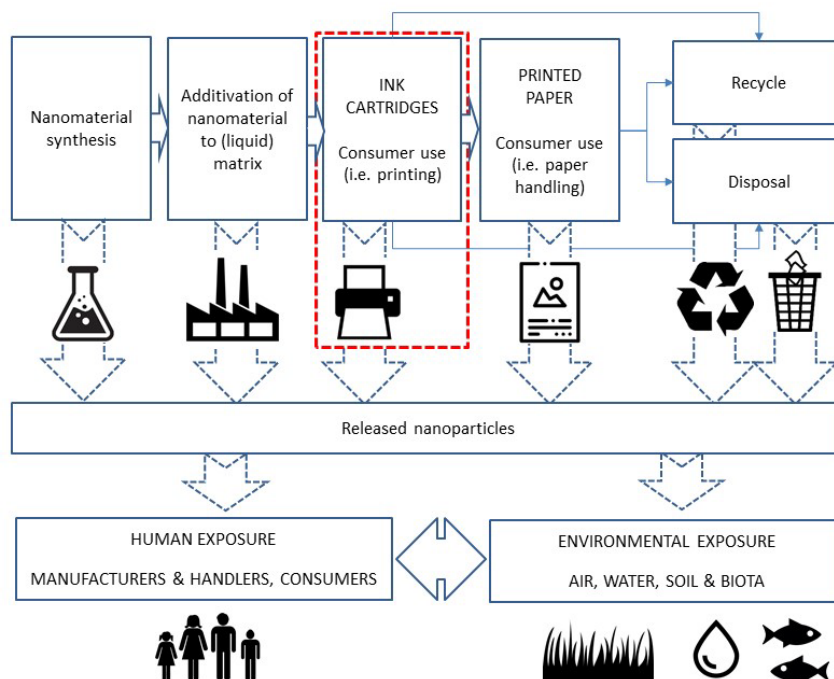 Nanomaterial
synthesis
Additivation of
nanomaterial
to (liquid)
matrix
INK
CARTRIDGES
Consumer use
(i.e. printing)
PRINTED
PAPER
Consumer use
(i.e. paper
handling)
Recycle
Disposal
Released nanoparticles
HUMAN EXPOSURE
MANUFACTURERS & HANDLERS, CONSUMERS
ENVIRONMENTAL EXPOSURE
AIR, WATER, SOIL & BIOTA